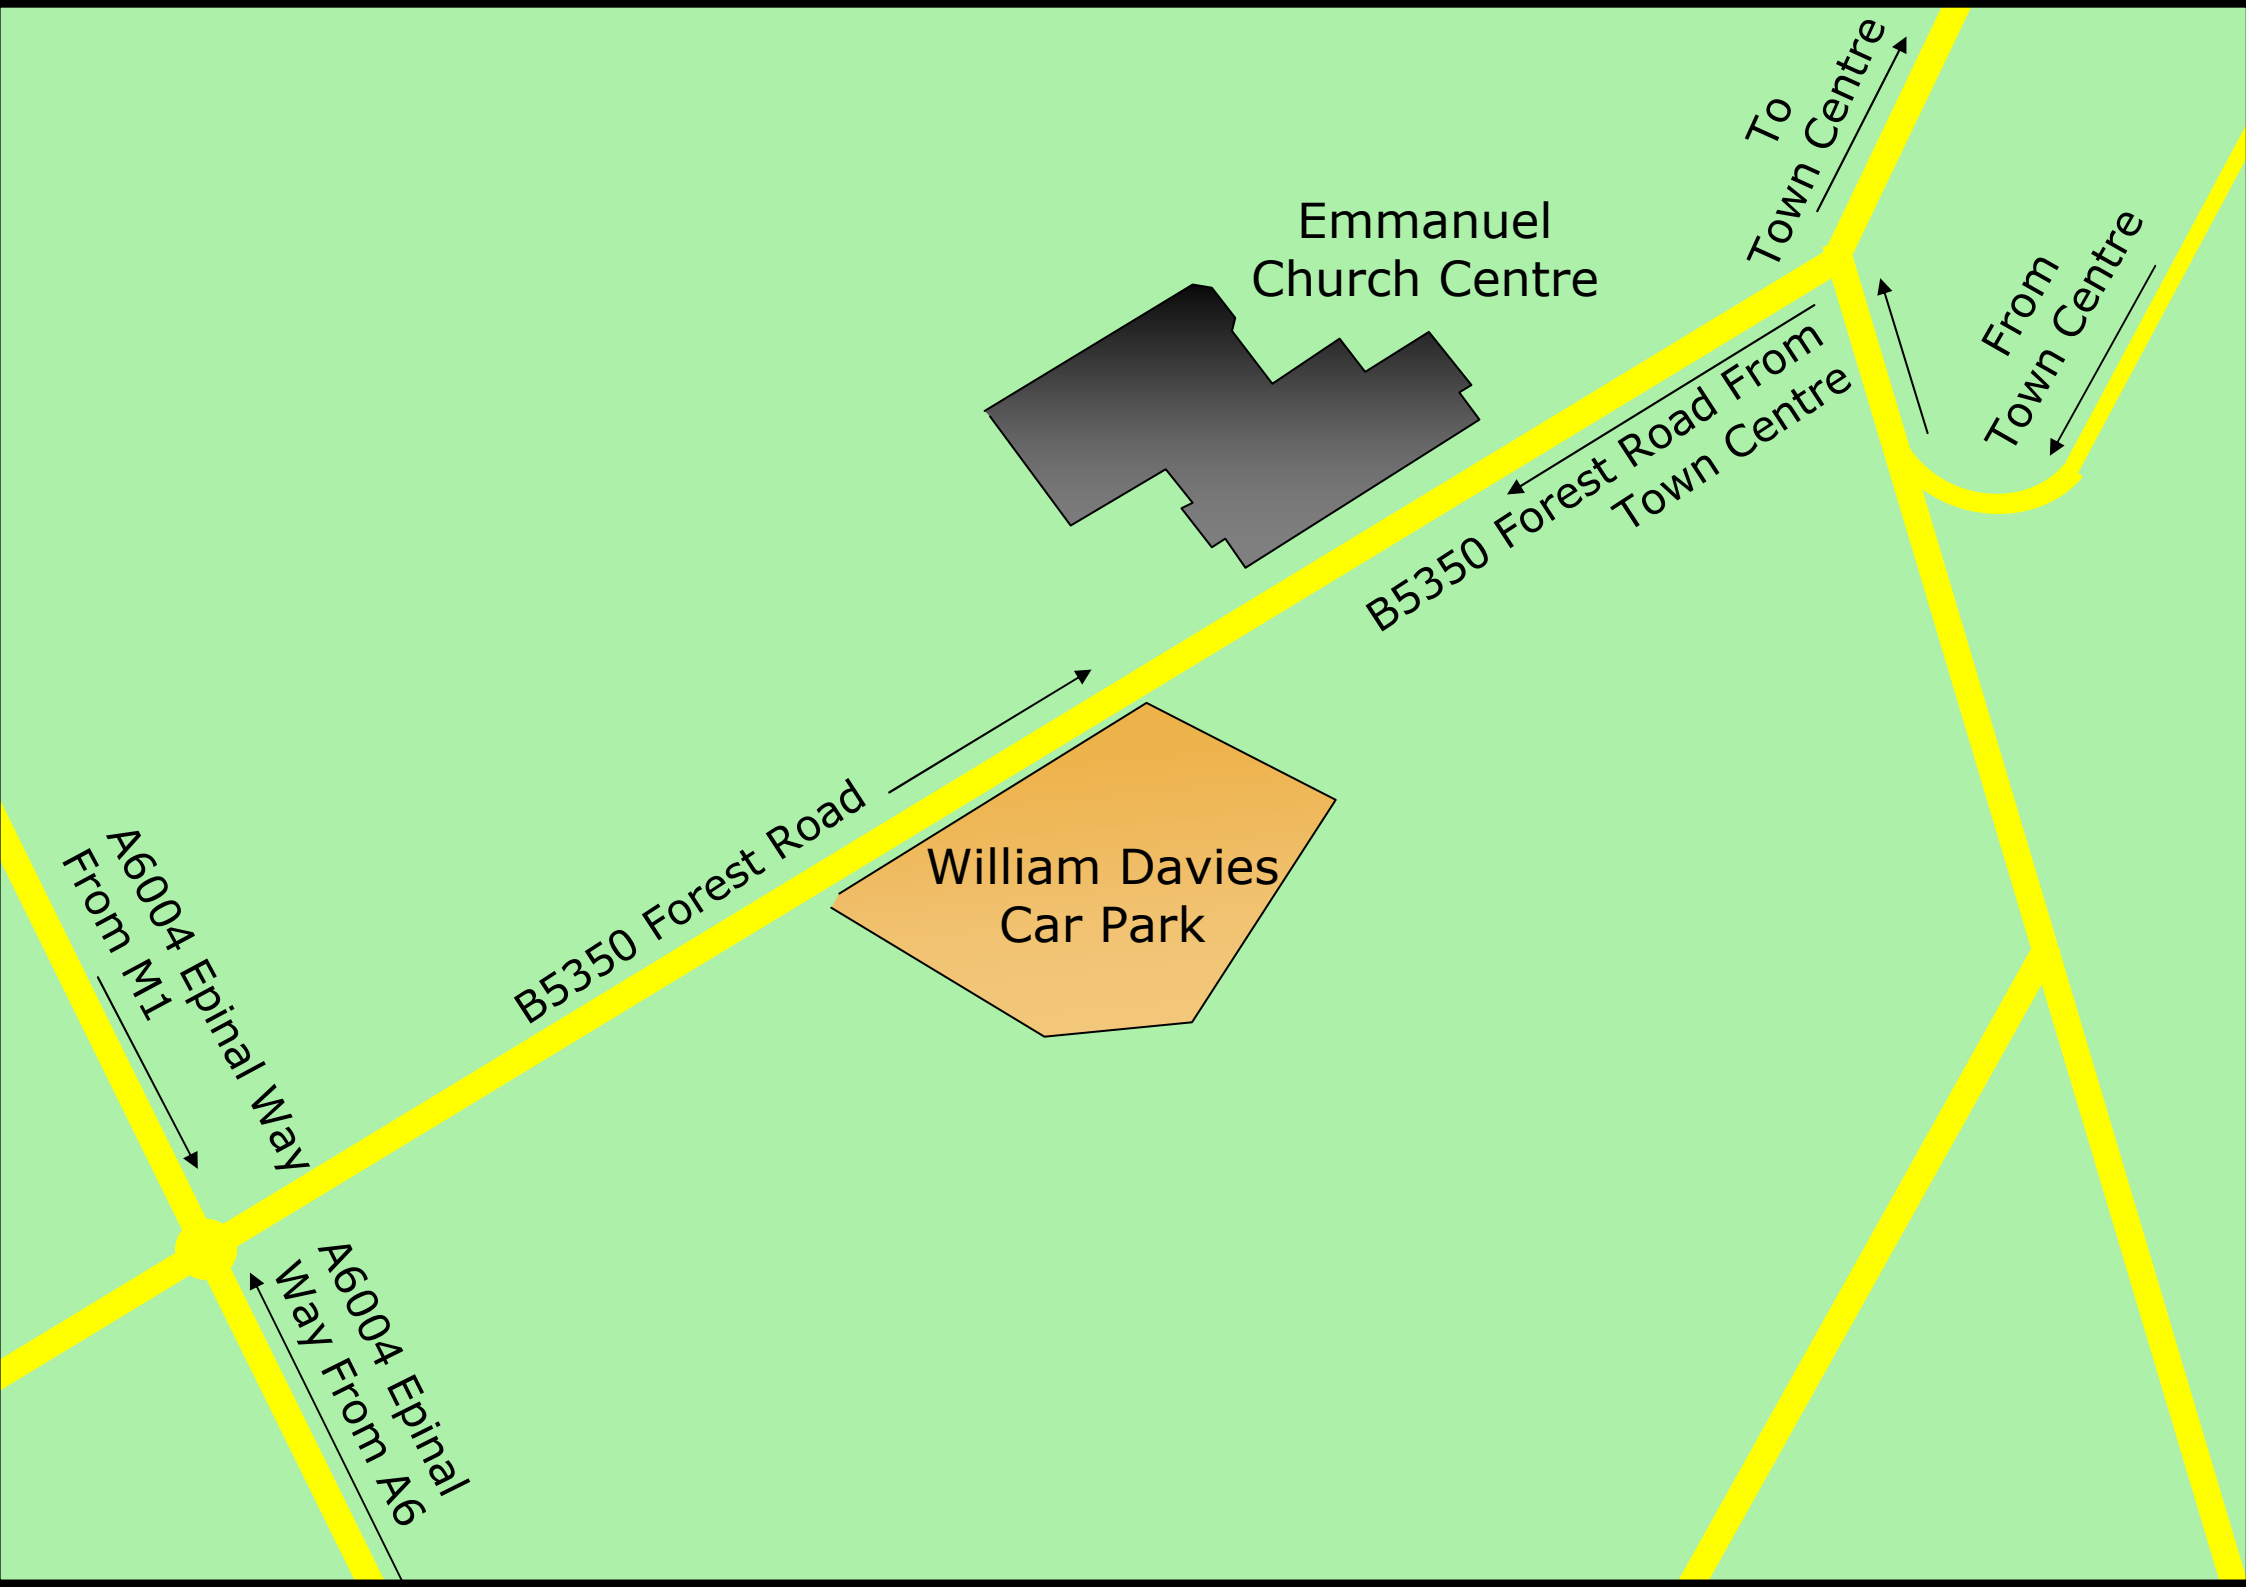 To
Town Centre
From
Town Centre
Emmanuel
Church Centre
B5350 Forest Road From
Town Centre
B5350 Forest Road
William Davies
Car Park
A6004 Epinal Way
From M1
A6004 Epinal
Way From A6